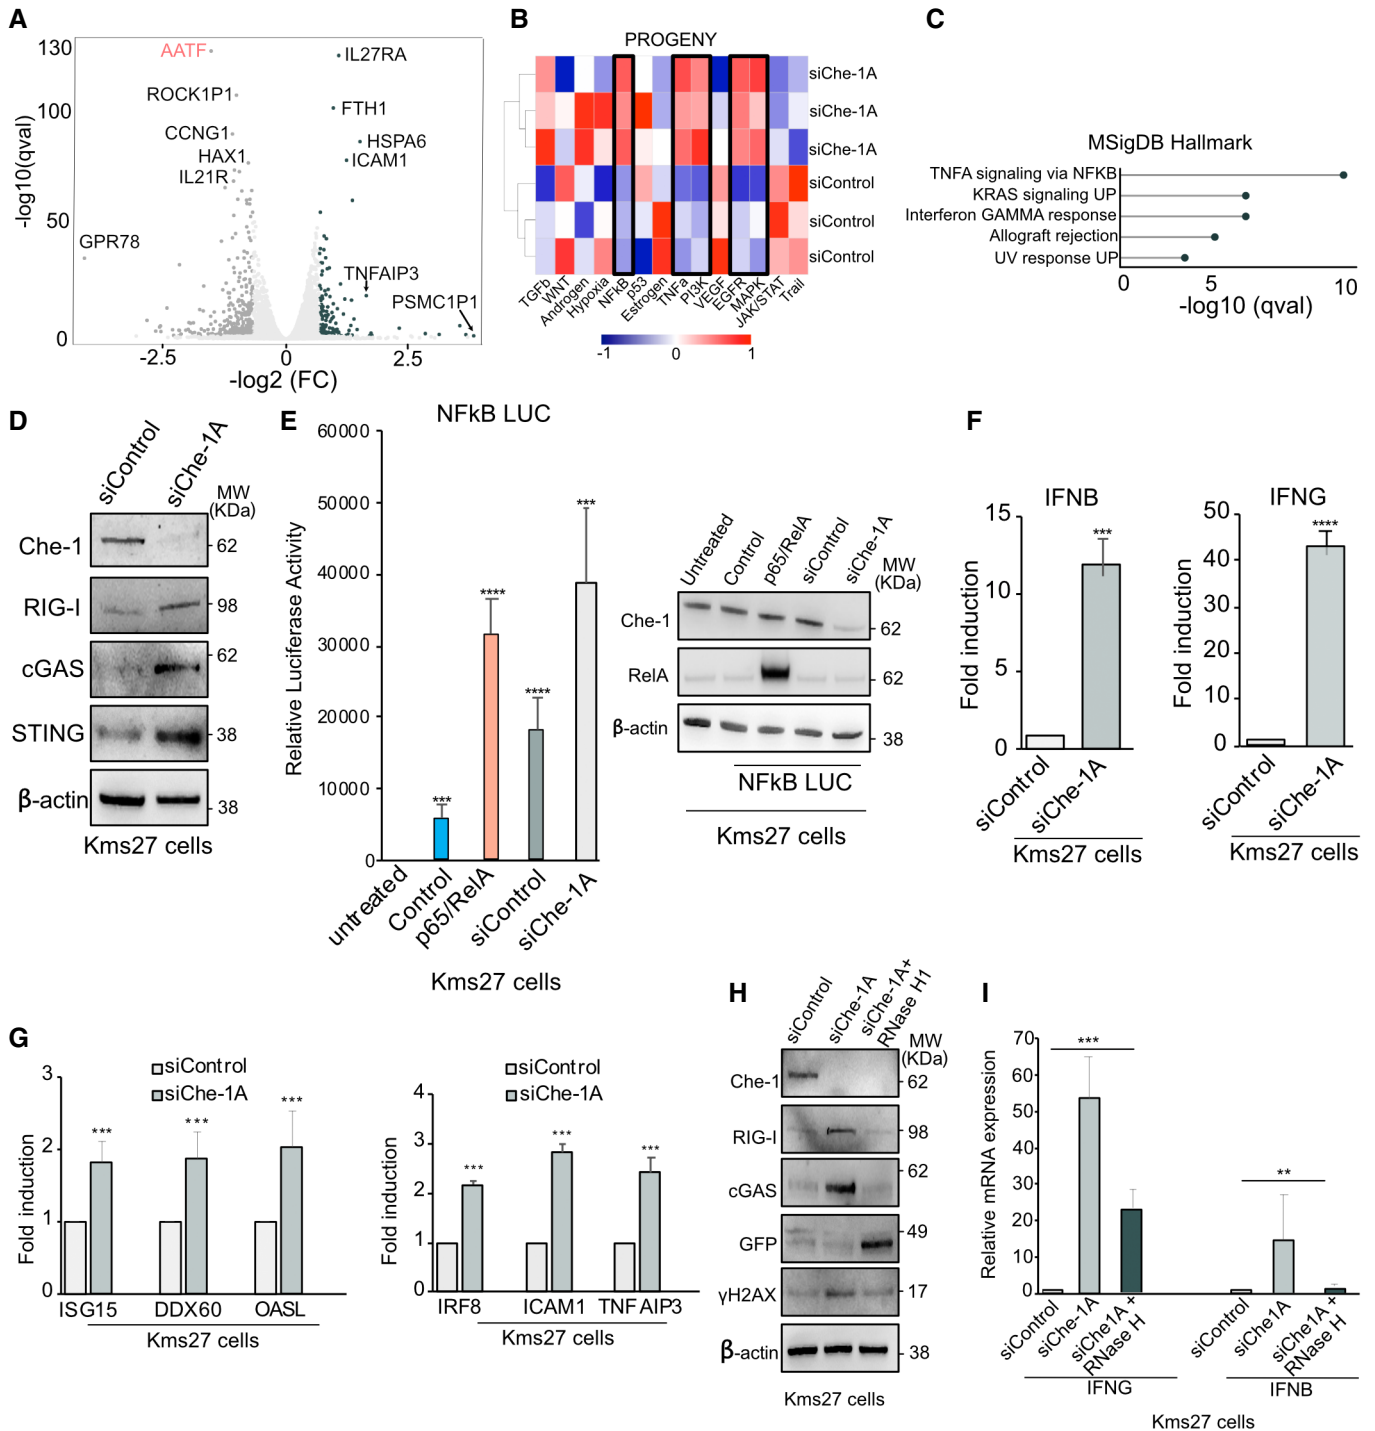 A
130
100
50
0
-log10(qval)
AATF
IL27RA
ROCK1P1
FTH1
CCNG1
HSPA6
HAX1
ICAM1
IL21R
GPR78
TNFAIP3
PSMC1P1
-2.5
0
2.5
-log2 (FC)
B
PROGENY
siChe-1A
siChe-1A
siChe-1A
siControl
siControl
siControl
TGFb
WNT
Androgen
Hypoxia
NFkB
p53
Estrogen
TNFa
PI3K
VEGF
EGFR
MAPK
JAK/STAT
Trail
-1
0
1
C
MSigDB Hallmark
TNFA signaling via NFKB
KRAS signaling UP
Interferon GAMMA response
Allograft rejection
UV response UP
0
5
10
-log10 (qval)
D
siControl
siChe-1A
MW
(KDa)
Che-1
62
RIG-I
98
cGAS
62
STING
38
β-actin
38
Kms27 cells
E
NFkB LUC
Relative Luciferase Activity
60000
50000
40000
30000
20000
10000
0
***
****
****
***
untreated
Control
p65/RelA
siControl
siChe-1A
Kms27 cells
Untreated
Control
p65/RelA
siControl
siChe-1A
MW
(KDa)
Che-1
62
RelA
62
β-actin
38
NFkB LUC
Kms27 cells
F
IFNB
Fold induction
15
10
5
0
***
siControl
siChe-1A
Kms27 cells
IFNG
Fold induction
50
40
30
20
10
0
****
siControl
siChe-1A
Kms27 cells
G
siControl
siChe-1A
Fold induction
3
2
1
0
***
***
***
ISG15
DDX60
OASL
Kms27 cells
siControl
siChe-1A
Fold induction
4
3
2
1
0
***
***
***
IRF8
ICAM1
TNFAIP3
Kms27 cells
H
siControl
siChe-1A
siChe-1A+
RNase H1
MW
(KDa)
Che-1
62
RIG-I
98
cGAS
62
GFP
49
γH2AX
17
β-actin
38
Kms27 cells
I
Relative mRNA expression
70
60
50
40
30
20
10
0
***
**
siControl
siChe-1A
siChe1A +
RNase H
IFNG
siControl
siChe1A
siChe1A +
RNase H
IFNB
Kms27 cells